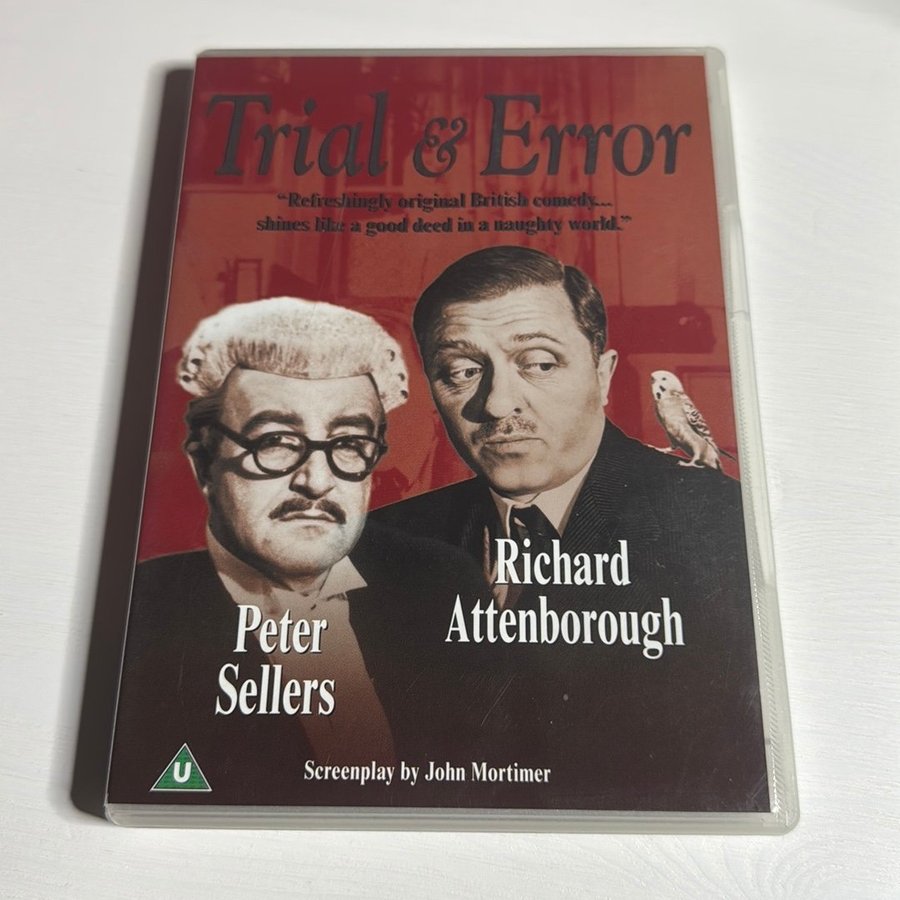 Trial & Error
“Refreshingly original British comedy...
shines like a good deed in a naughty world.”
Richard
Attenborough
Peter
Sellers
U
Screenplay by John Mortimer